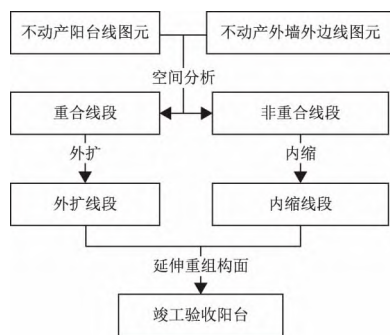 不动产阳台线图元
不动产外墙外边线图元
空间分析
重合线段
非重合线段
外扩
内缩
外扩线段
内缩线段
延伸重组构面
竣工验收阳台